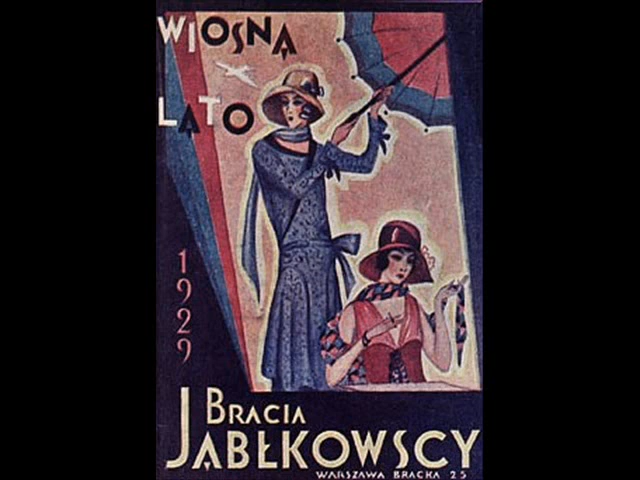 WIOSNA
LATO
1929
BRACIA
JABŁKOWSCY
WARSZAWA BRACKA 25